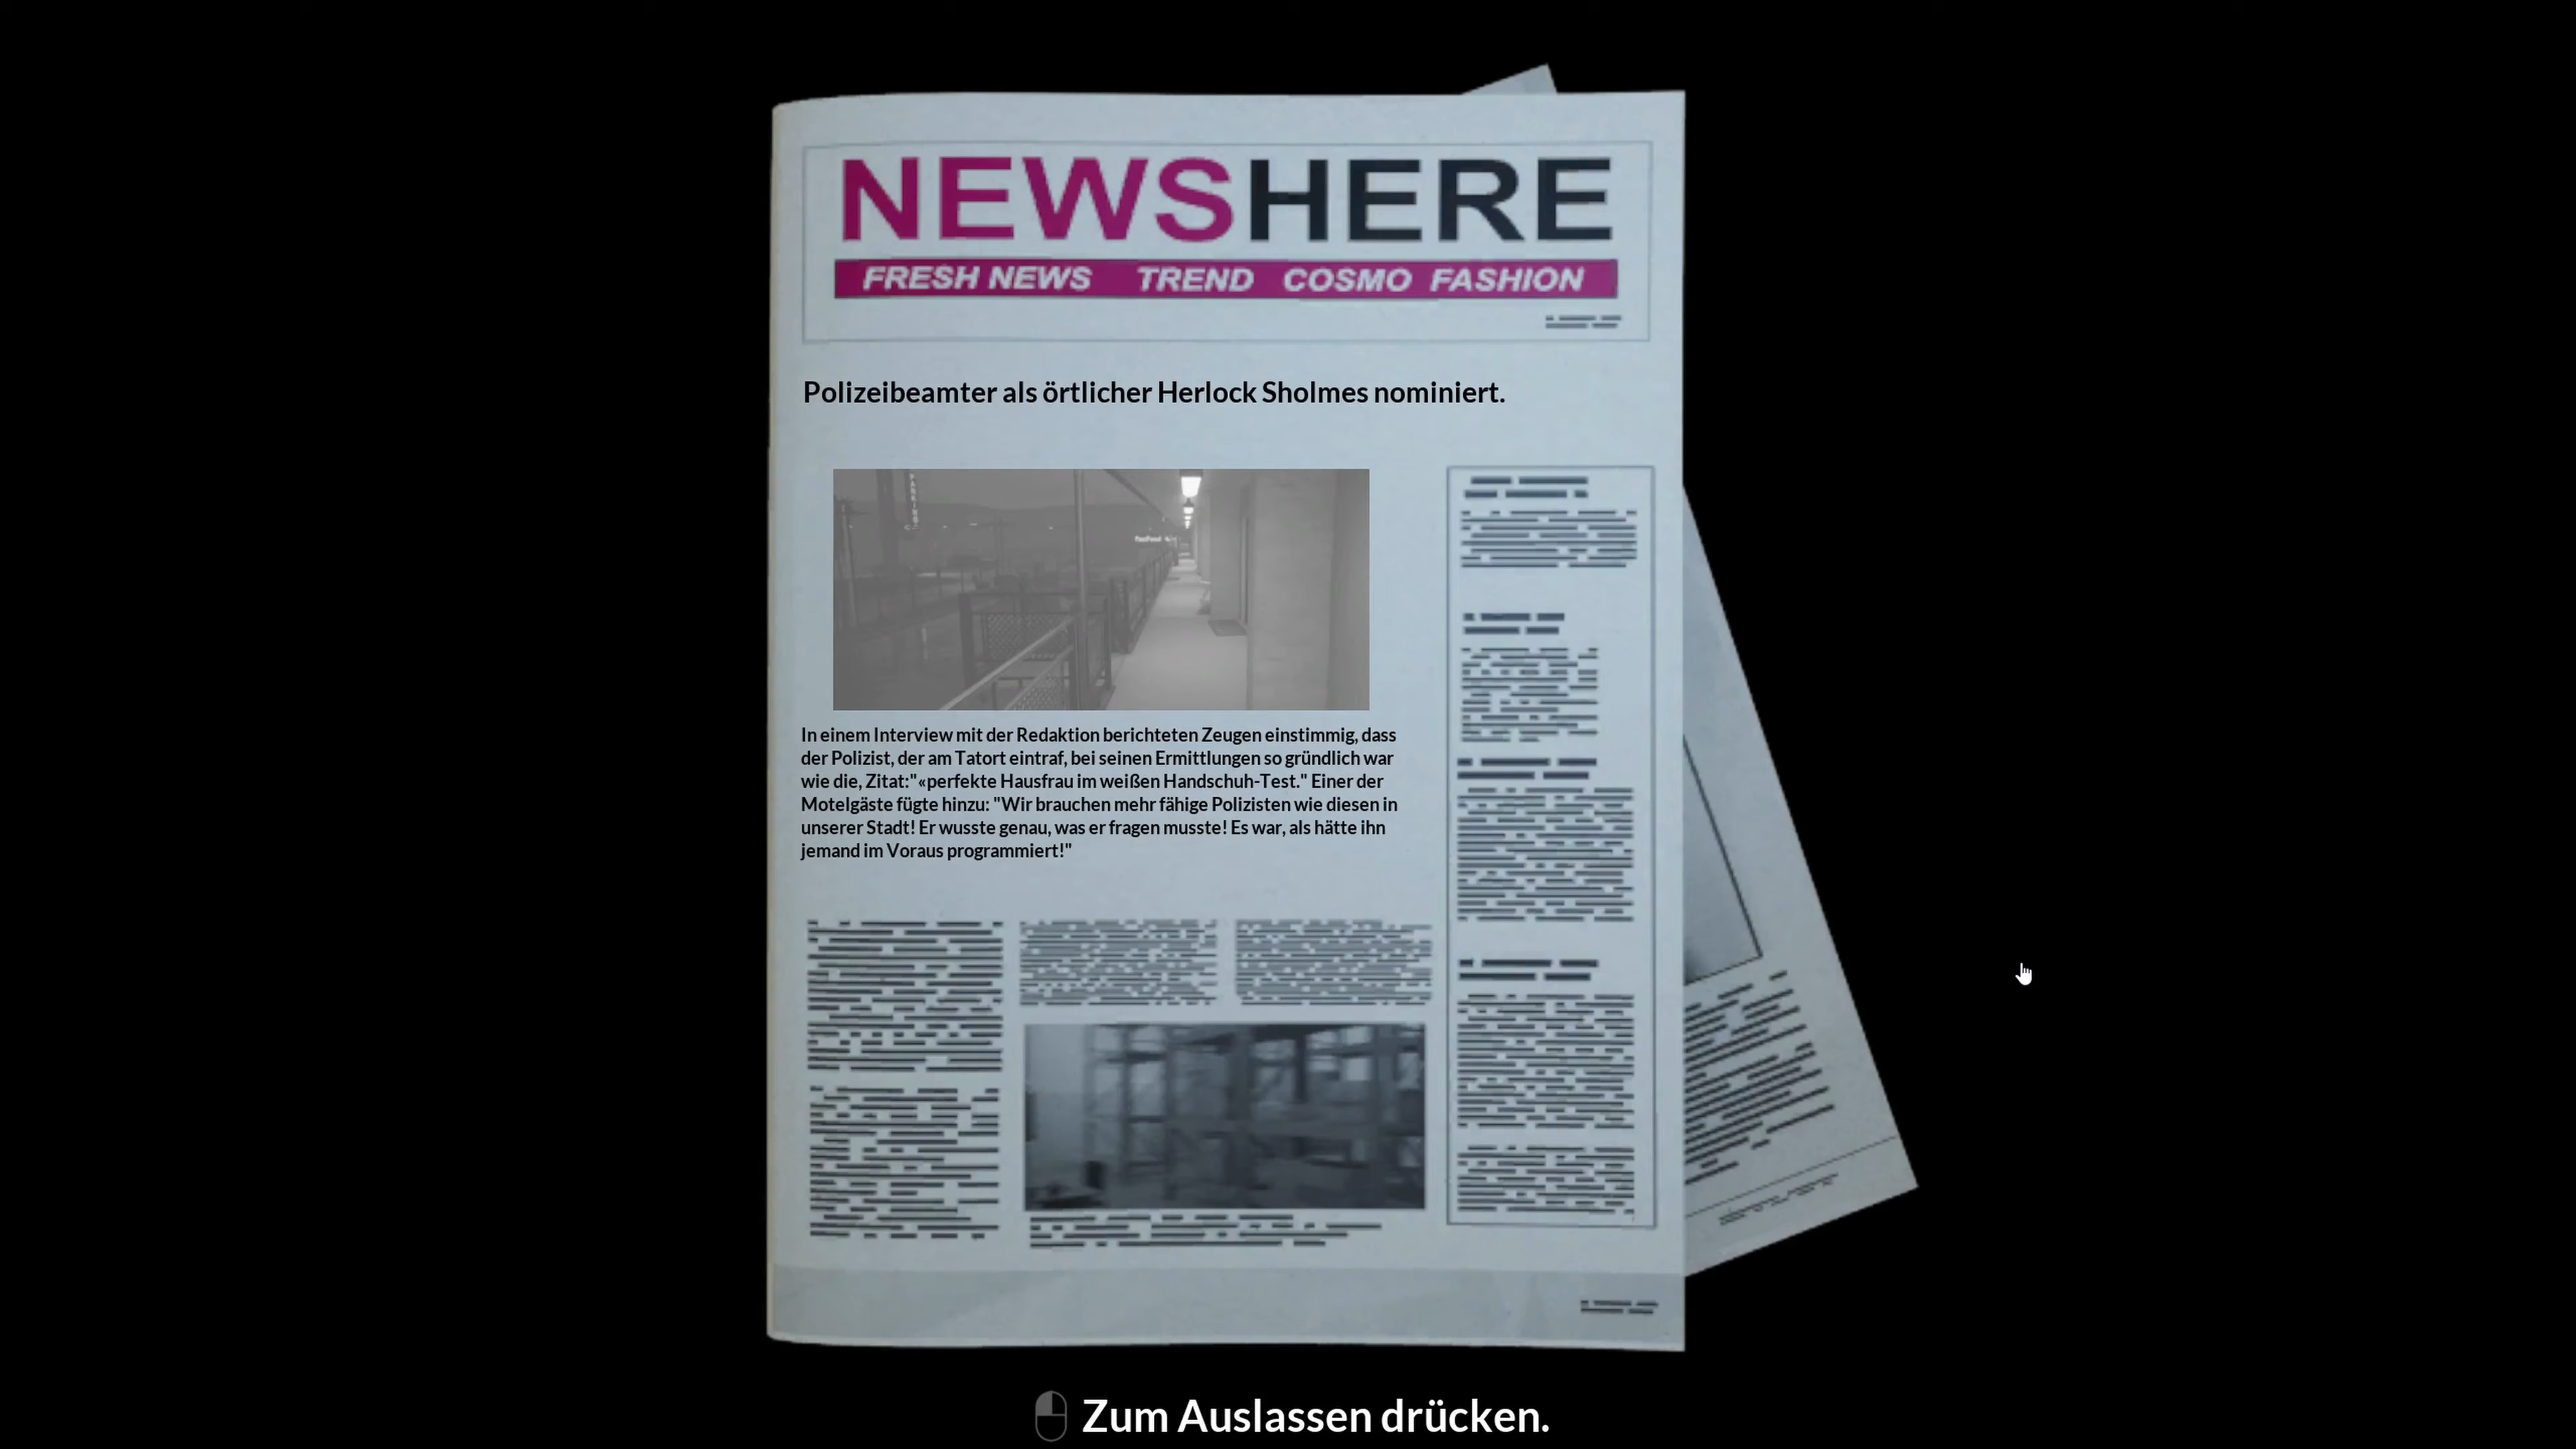 NEWSHERE
FRESH NEWS TREND COSMO FASHION
Polizeibeamter als örtlicher Herlock Sholmes nominiert.
PARKING
In einem Interview mit der Redaktion berichteten Zeugen einstimmig, dass
der Polizist, der am Tatort eintraf, bei seinen Ermittlungen so gründlich war
wie die, Zitat:"«perfekte Hausfrau im weißen Handschuh-Test." Einer der
Motelgäste fügte hinzu: "Wir brauchen mehr fähige Polizisten wie diesen in
unserer Stadt! Er wusste genau, was er fragen musste! Es war, als hätte ihn
jemand im Voraus programmiert!"
Zum Auslassen drücken.